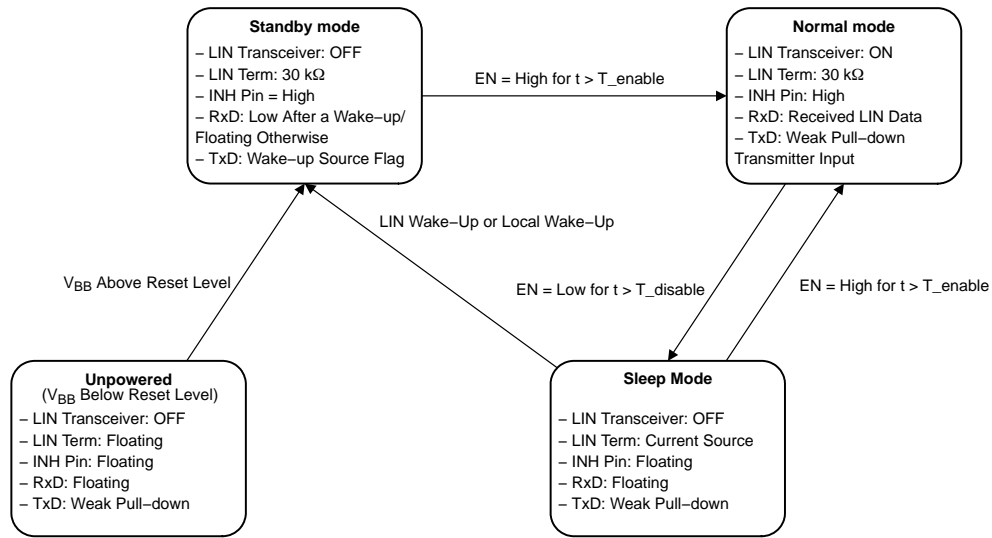 Standby mode
– LIN Transceiver: OFF
– LIN Term: 30 kΩ
– INH Pin = High
– RxD: Low After a Wake−up/
Floating Otherwise
– TxD: Wake−up Source Flag
EN = High for t > T_enable
Normal mode
– LIN Transceiver: ON
– LIN Term: 30 kΩ
– INH Pin: High
– RxD: Received LIN Data
– TxD: Weak Pull−down
Transmitter Input
LIN Wake−Up or Local Wake−Up
VBB Above Reset Level
EN = Low for t > T_disable
EN = High for t > T_enable
Unpowered
(VBB Below Reset Level)
– LIN Transceiver: OFF
– LIN Term: Floating
– INH Pin: Floating
– RxD: Floating
– TxD: Weak Pull−down
Sleep Mode
– LIN Transceiver: OFF
– LIN Term: Current Source
– INH Pin: Floating
– RxD: Floating
– TxD: Weak Pull−down